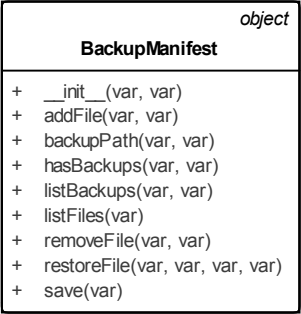 object
BackupManifest
+ __init__(var, var)
+ addFile(var, var)
+ backupPath(var, var)
+ hasBackups(var, var)
+ listBackups(var, var)
+ listFiles(var)
+ removeFile(var, var)
+ restoreFile(var, var, var, var)
+ save(var)